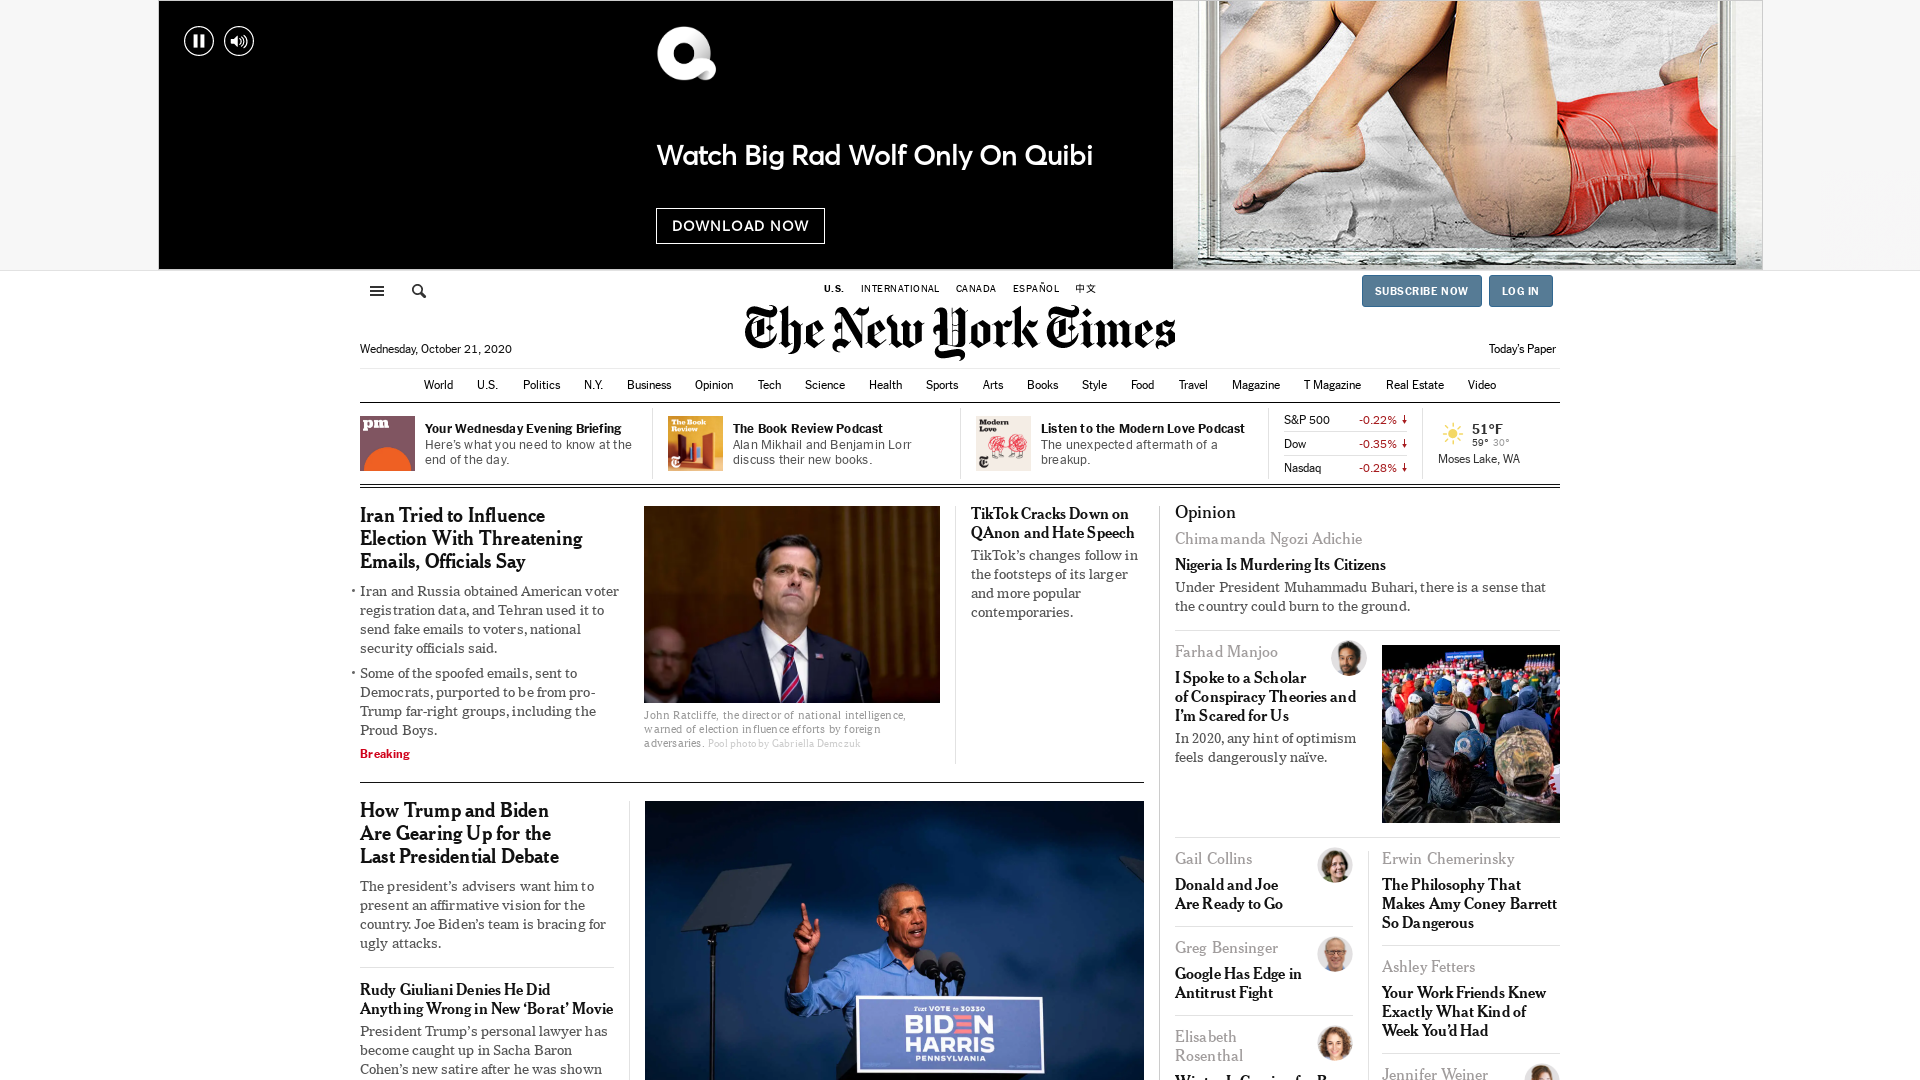 Watch Big Rad Wolf Only On Quibi
DOWNLOAD NOW
U.S. INTERNATIONAL CANADA ESPAÑOL 中文
SUBSCRIBE NOW LOG IN
The New York Times
Wednesday, October 21, 2020
Today's Paper
World U.S. Politics N.Y. Business Opinion Tech Science Health Sports Arts Books Style Food Travel Magazine T Magazine Real Estate Video
pm
Your Wednesday Evening Briefing
Here's what you need to know at the
end of the day.
The Book
Review
The Book Review Podcast
Alan Mikhail and Benjamin Lorr
discuss their new books.
Modern
Love
Listen to the Modern Love Podcast
The unexpected aftermath of a
breakup.
S&P 500 -0.22% ↓
Dow -0.35% ↓
Nasdaq -0.28% ↓
51°F
59° 30°
Moses Lake, WA
Iran Tried to Influence
Election With Threatening
Emails, Officials Say
• Iran and Russia obtained American voter
registration data, and Tehran used it to
send fake emails to voters, national
security officials said.
• Some of the spoofed emails, sent to
Democrats, purported to be from pro-
Trump far-right groups, including the
Proud Boys.
Breaking
John Ratcliffe, the director of national intelligence,
warned of election influence efforts by foreign
adversaries. Pool photo by Gabriella Demczuk
TikTok Cracks Down on
QAnon and Hate Speech
TikTok's changes follow in
the footsteps of its larger
and more popular
contemporaries.
How Trump and Biden
Are Gearing Up for the
Last Presidential Debate
The president's advisers want him to
present an affirmative vision for the
country. Joe Biden's team is bracing for
ugly attacks.
Rudy Giuliani Denies He Did
Anything Wrong in New ‘Borat’ Movie
President Trump's personal lawyer has
become caught up in Sacha Baron
Cohen's new satire after he was shown
Text VOTE to 30330
BIDEN
HARRIS
PENNSYLVANIA
Opinion
Chimamanda Ngozi Adichie
Nigeria Is Murdering Its Citizens
Under President Muhammadu Buhari, there is a sense that
the country could burn to the ground.
Farhad Manjoo
I Spoke to a Scholar
of Conspiracy Theories and
I'm Scared for Us
In 2020, any hint of optimism
feels dangerously naïve.
Gail Collins
Donald and Joe
Are Ready to Go
Greg Bensinger
Google Has Edge in
Antitrust Fight
Elisabeth
Rosenthal
Erwin Chemerinsky
The Philosophy That
Makes Amy Coney Barrett
So Dangerous
Ashley Fetters
Your Work Friends Knew
Exactly What Kind of
Week You'd Had
Jennifer Weiner